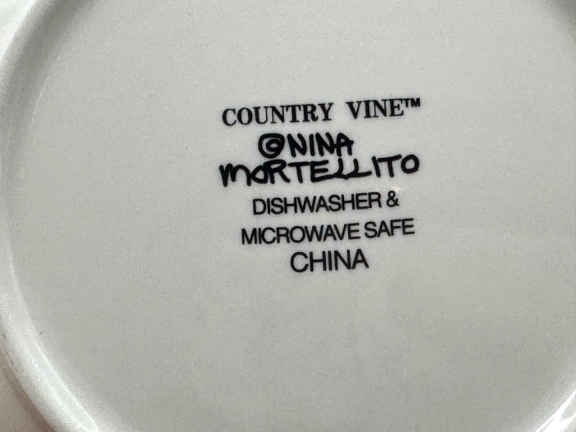 COUNTRY VINE™
©NINA
MORTELLITO
DISHWASHER &
MICROWAVE SAFE
CHINA